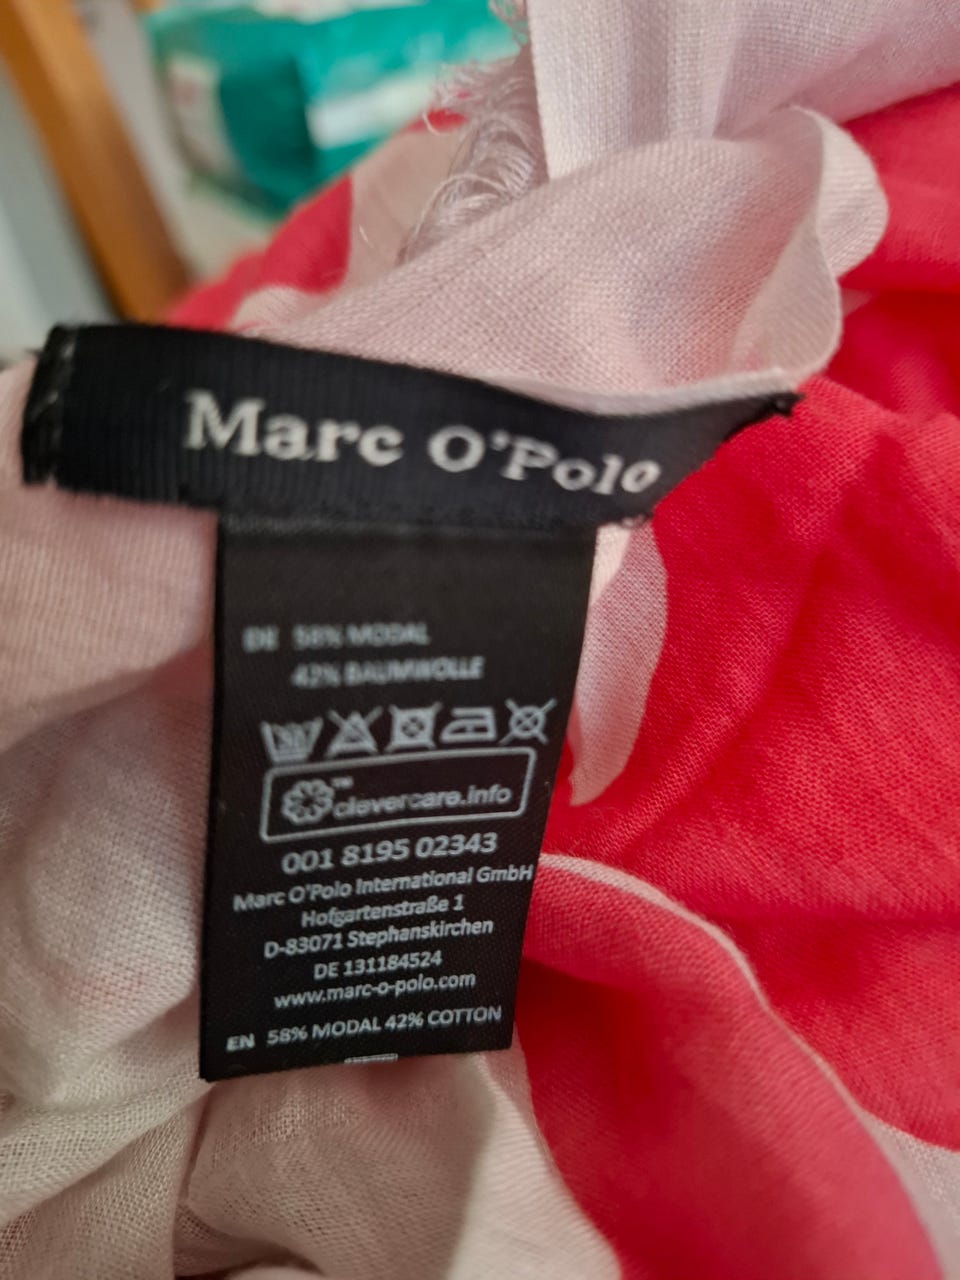 Marc O'Polo
DE 58% MODAL
42% BAUMWOLLE
™
clevercare.info
001 8195 02343
Marc O'Polo International GmbH
Hofgartenstraße 1
D-83071 Stephanskirchen
DE 131184524
www.marc-o-polo.com
EN 58% MODAL 42% COTTON